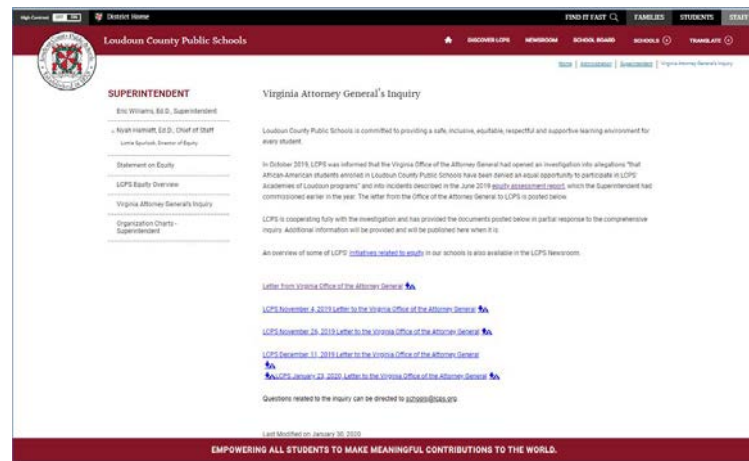 High Contrast OFF ON District Home FIND IT FAST FAMILIES STUDENTS STAFF
Loudoun County Public Schools DISCOVER LCPS NEWSROOM SCHOOL BOARD SCHOOLS TRANSLATE
Home | Administration | Superintendent | Virginia Attorney General's Inquiry
SUPERINTENDENT
Eric Williams, Ed.D., Superintendent
Nyah Hamlett, Ed.D., Chief of Staff
Lottie Spurlock, Director of Equity
Statement on Equity
LCPS Equity Overview
Virginia Attorney General's Inquiry
Organization Charts -
Superintendent
Virginia Attorney General's Inquiry
Loudoun County Public Schools is committed to providing a safe, inclusive, equitable, respectful and supportive learning environment for
every student.
In October 2019, LCPS was informed that the Virginia Office of the Attorney General had opened an investigation into allegations "that
African-American students enrolled in Loudoun County Public Schools have been denied an equal opportunity to participate in LCPS'
Academies of Loudoun programs" and into incidents described in the June 2019 equity assessment report, which the Superintendent had
commissioned earlier in the year. The letter from the Office of the Attorney General to LCPS is posted below.
LCPS is cooperating fully with the investigation and has provided the documents posted below in partial response to the comprehensive
inquiry. Additional information will be provided and will be published here when it is.
An overview of some of LCPS' initiatives related to equity in our schools is also available in the LCPS Newsroom.
Letter from Virginia Office of the Attorney General
LCPS November 4, 2019 Letter to the Virginia Office of the Attorney General
LCPS November 26, 2019 Letter to the Virginia Office of the Attorney General
LCPS December 11, 2019 Letter to the Virginia Office of the Attorney General
LCPS January 23, 2020, Letter to the Virginia Office of the Attorney General
Questions related to the inquiry can be directed to schools@lcps.org.
Last Modified on January 30, 2020
EMPOWERING ALL STUDENTS TO MAKE MEANINGFUL CONTRIBUTIONS TO THE WORLD.